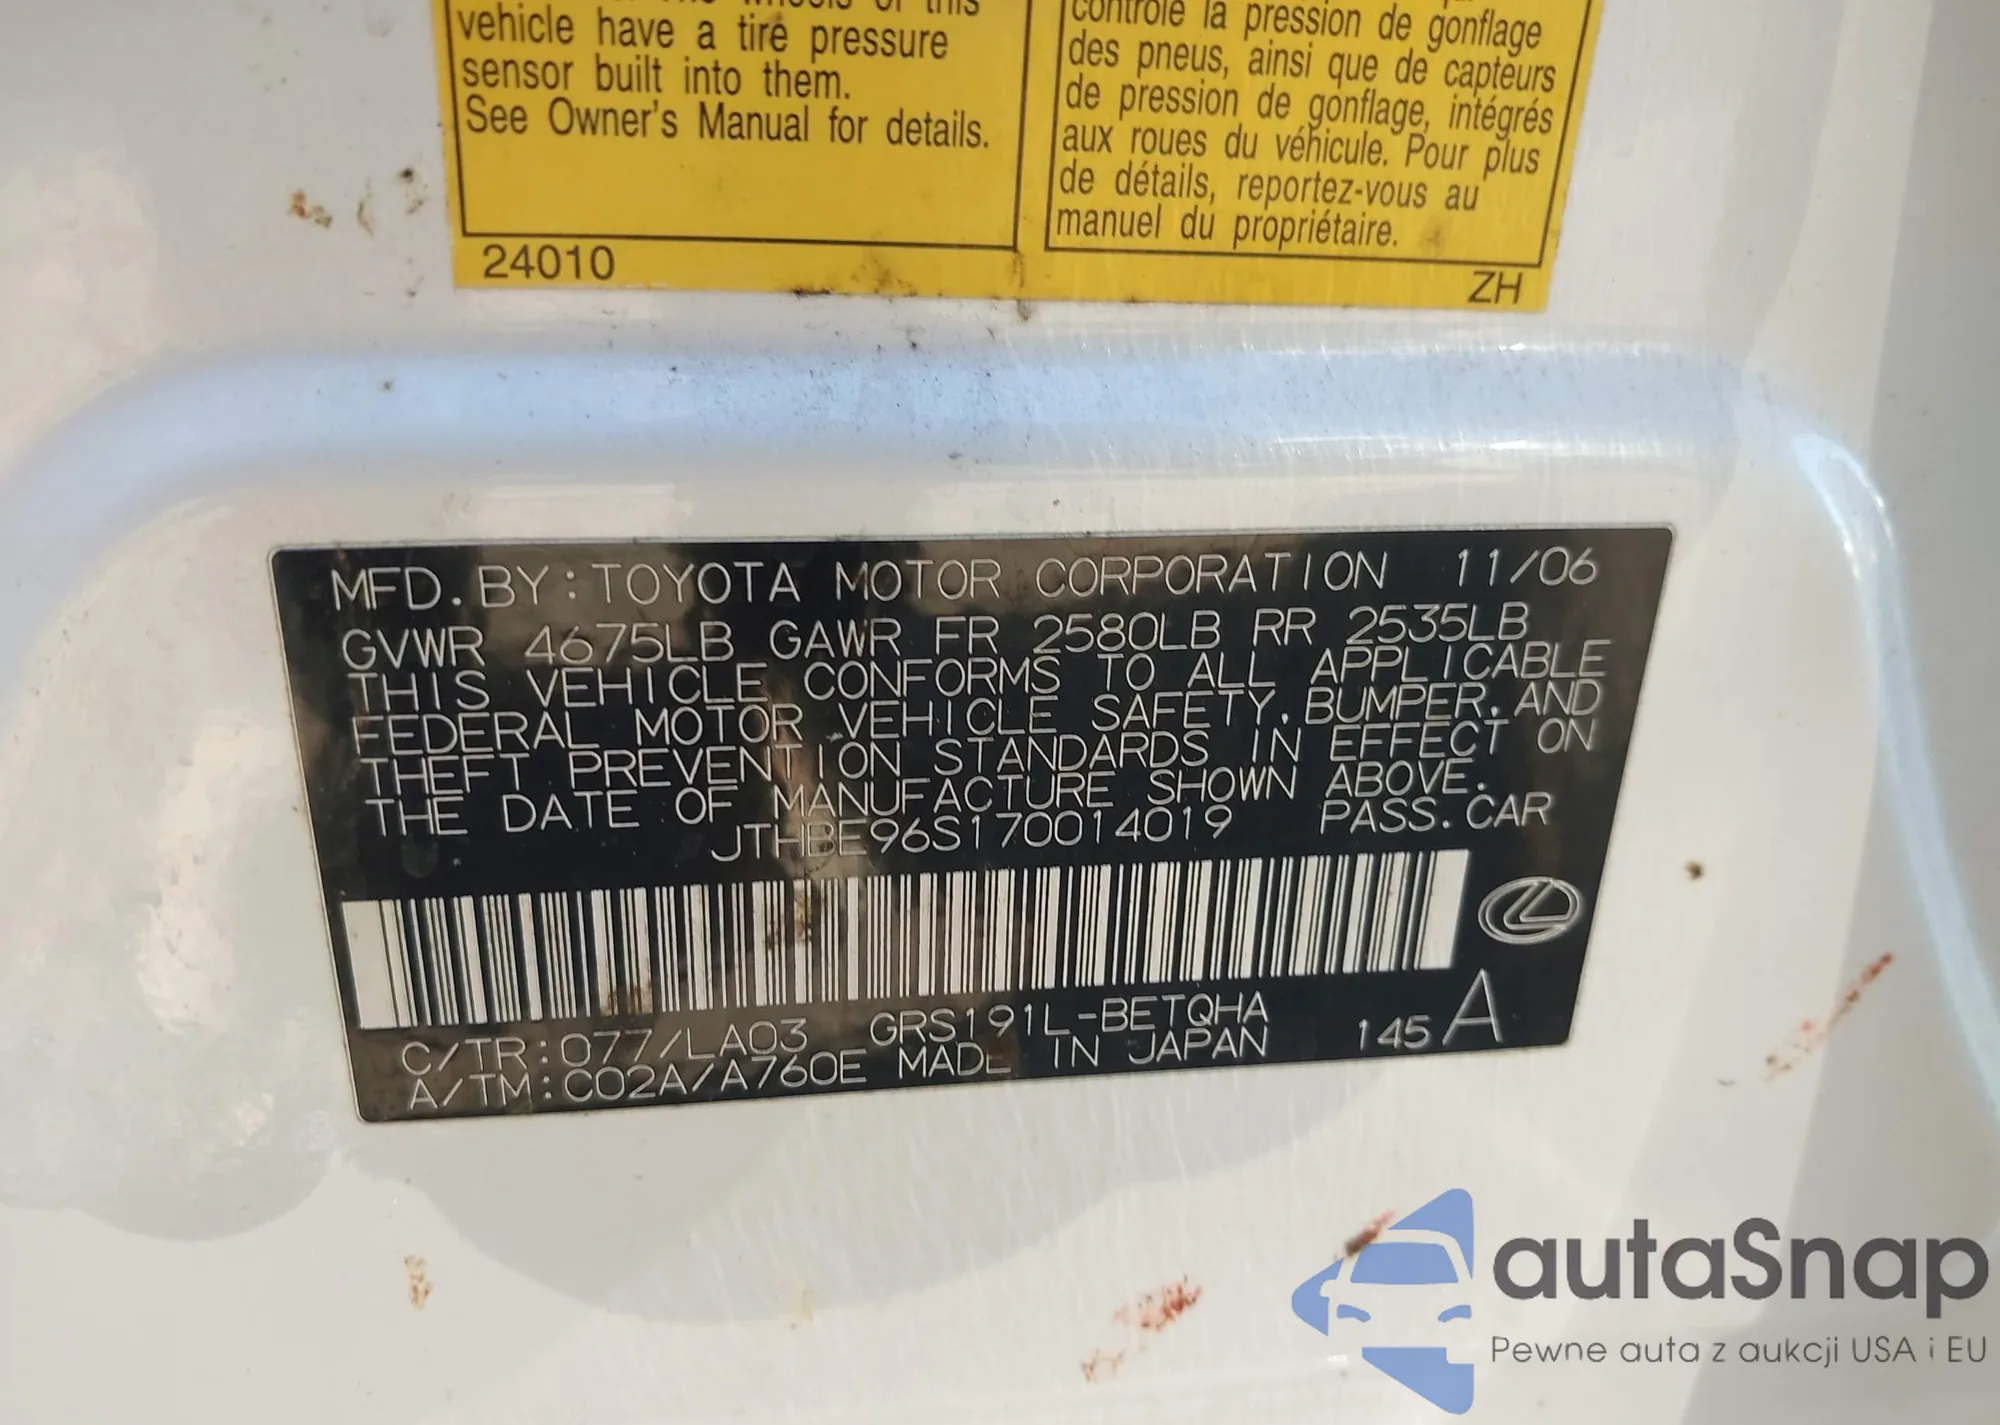 vehicle have a tire pressure
sensor built into them.
See Owner's Manual for details.
24010
contrôle la pression de gonflage
des pneus, ainsi que de capteurs
de pression de gonflage, intégrés
aux roues du véhicule. Pour plus
de détails, reportez-vous au
manuel du propriétaire.
ZH
MFD. BY: TOYOTA MOTOR CORPORATION 11/06
GVWR 4675LB GAWR FR 2580LB RR 2535LB
THIS VEHICLE CONFORMS TO ALL APPLICABLE
FEDERAL MOTOR VEHICLE SAFETY, BUMPER, AND
THEFT PREVENTION STANDARDS IN EFFECT ON
THE DATE OF MANUFACTURE SHOWN ABOVE.
JTHBE96S170014019 PASS. CAR
C/TR: 077/LA03 GRS191L-BETQHA
A/TM: C02A/A760E MADE IN JAPAN 145 A
autaSnap
Pewne auta z aukcji USA i EU